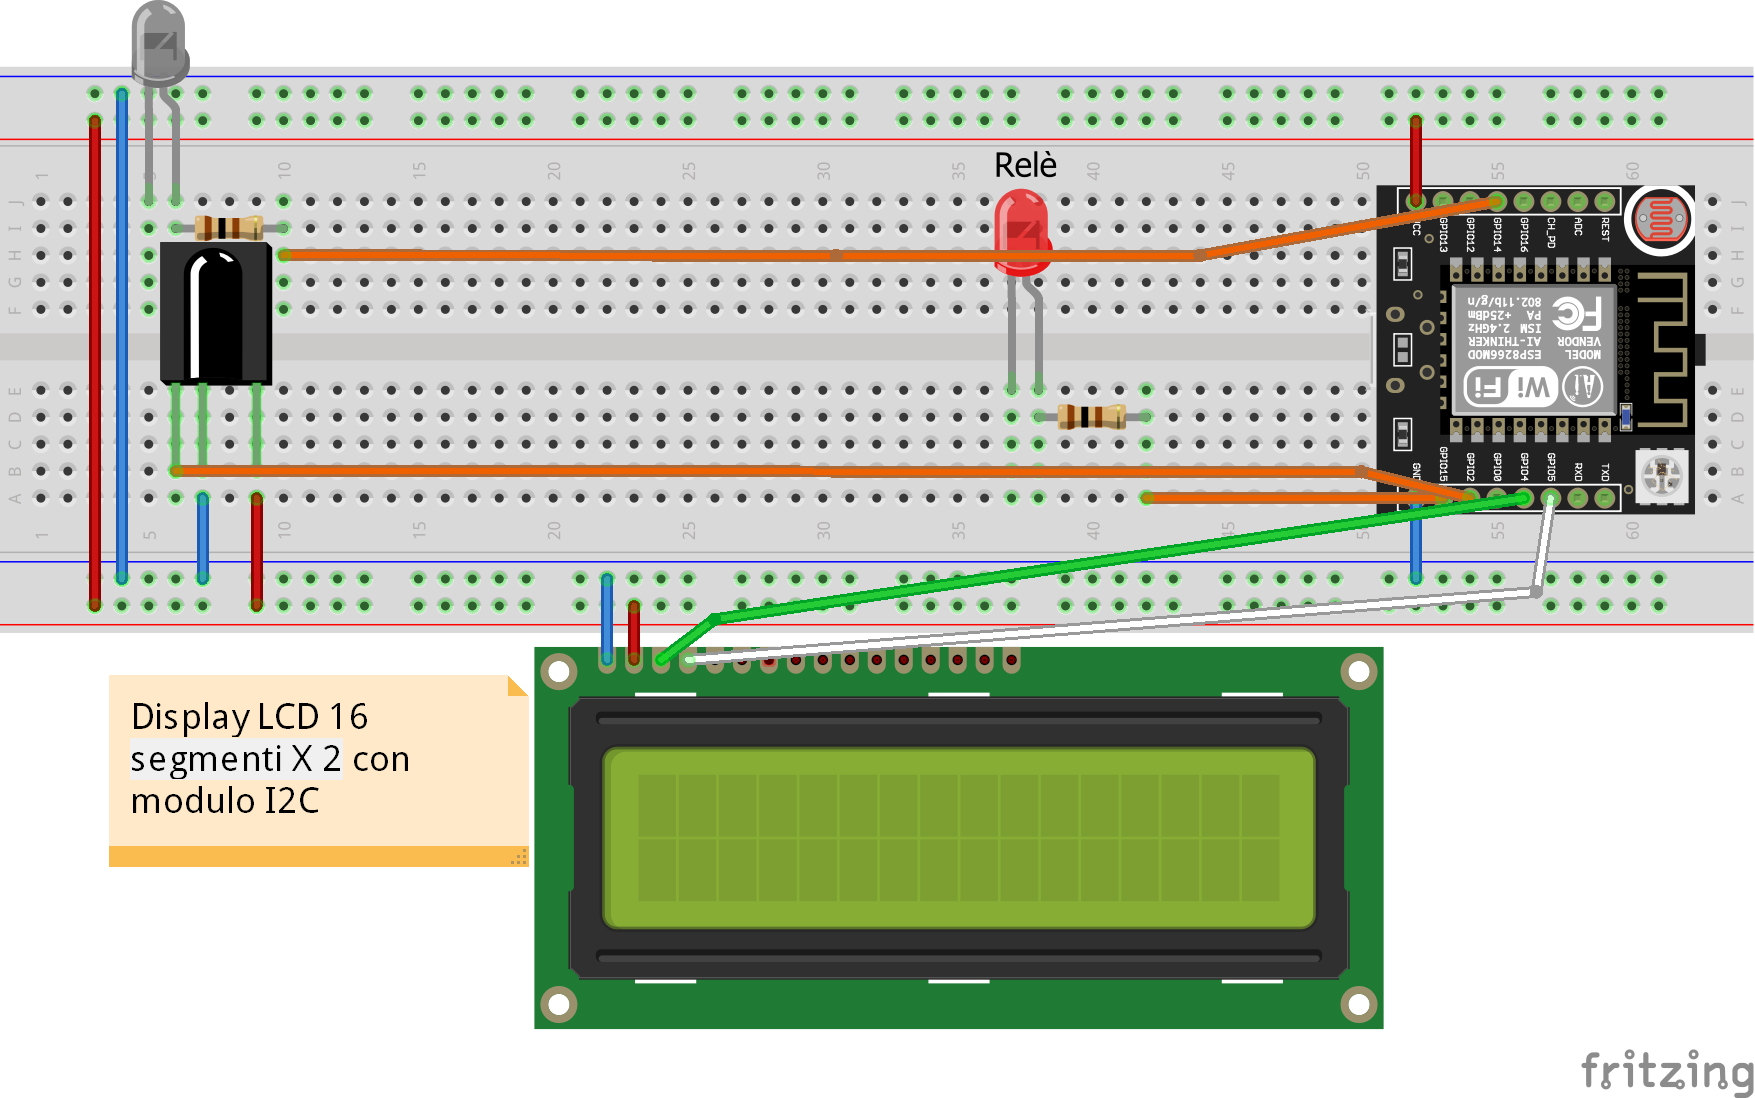 1 5 10 15 20 25 30 35 40 45 50 55 60
Relè
J J
I I
H H
G G
F F
VCC GPIO13 GPIO12 GPIO14 GPIO16 CH_PD ADC REST
MODEL ESP8266MOD
VENDOR AI-THINKER
ISM 2.4GHz
PA +25dBm
802.11b/g/n
FC
Wi Fi
Ai
E E
D D
C C
B B
A A
GND GPIO15 GPIO2 GPIO0 GPIO4 GPIO5 RXD TXD
1 5 10 15 20 25 30 35 40 45 50 55 60
Display LCD 16
segmenti X 2 con
modulo I2C
fritzing